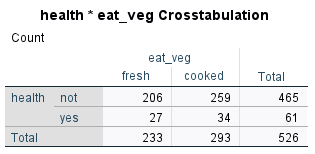 health * eat_veg Crosstabulation
Count
eat_veg
fresh cooked Total
health not 206 259 465
yes 27 34 61
Total 233 293 526